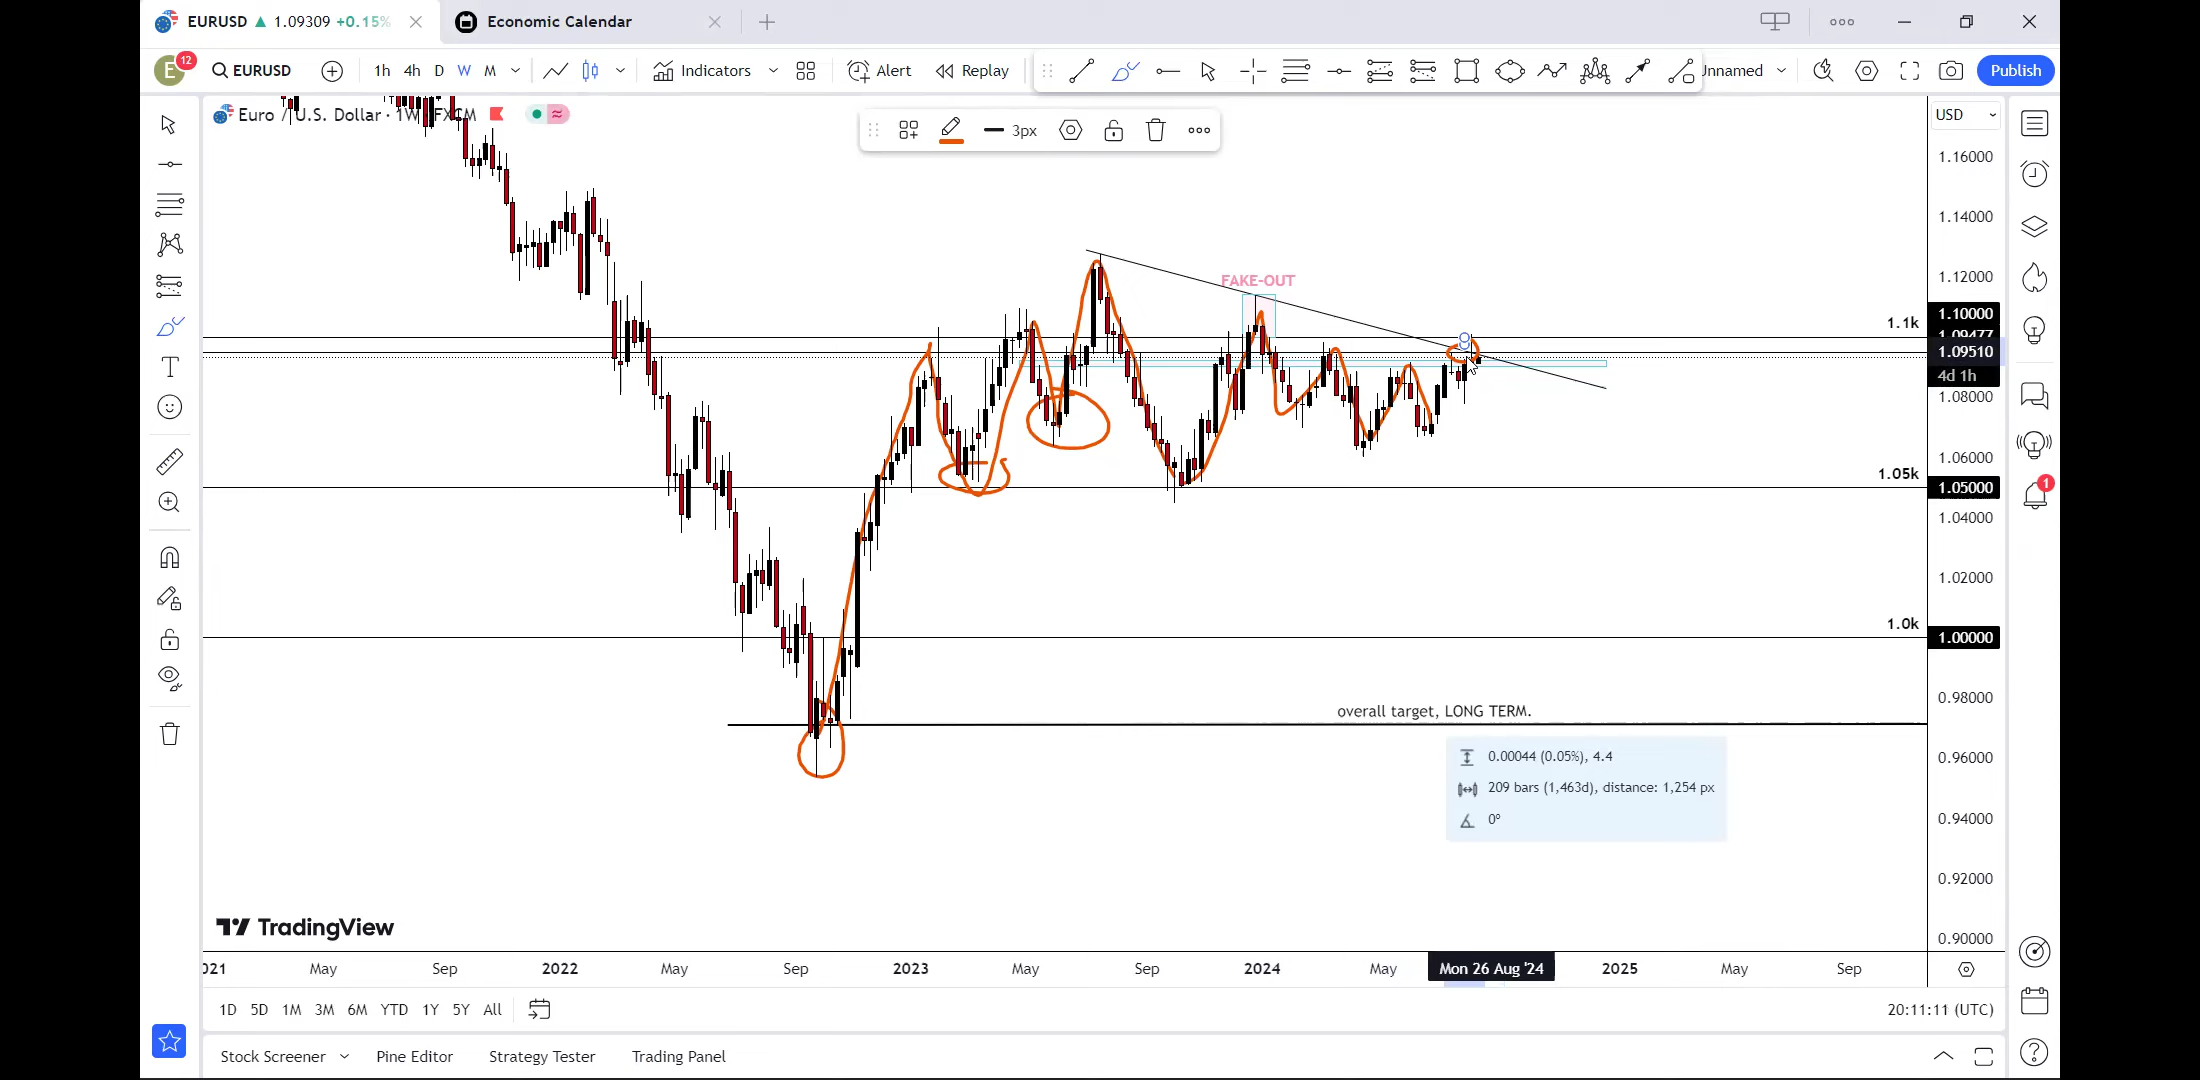 EURUSD ▲ 1.09309 +0.15%
Economic Calendar
E
12
EURUSD
1h 4h D W M
Indicators
Alert
Replay
Unnamed
Publish
Euro / U.S. Dollar · 1W FXCM
3px
USD
1.16000
1.14000
1.12000
FAKE-OUT
1.1k
1.10000
1.09477
1.09510
4d 1h
1.08000
1.06000
1.05k
1.05000
1.04000
1.02000
1.0k
1.00000
0.98000
overall target, LONG TERM.
0.00044 (0.05%), 4.4
209 bars (1,463d), distance: 1,254 px
0°
0.96000
0.94000
0.92000
0.90000
1
TradingView
2021 May Sep 2022 May Sep 2023 May Sep 2024 May Mon 26 Aug '24 2025 May Sep
1D 5D 1M 3M 6M YTD 1Y 5Y All
20:11:11 (UTC)
Stock Screener
Pine Editor
Strategy Tester
Trading Panel